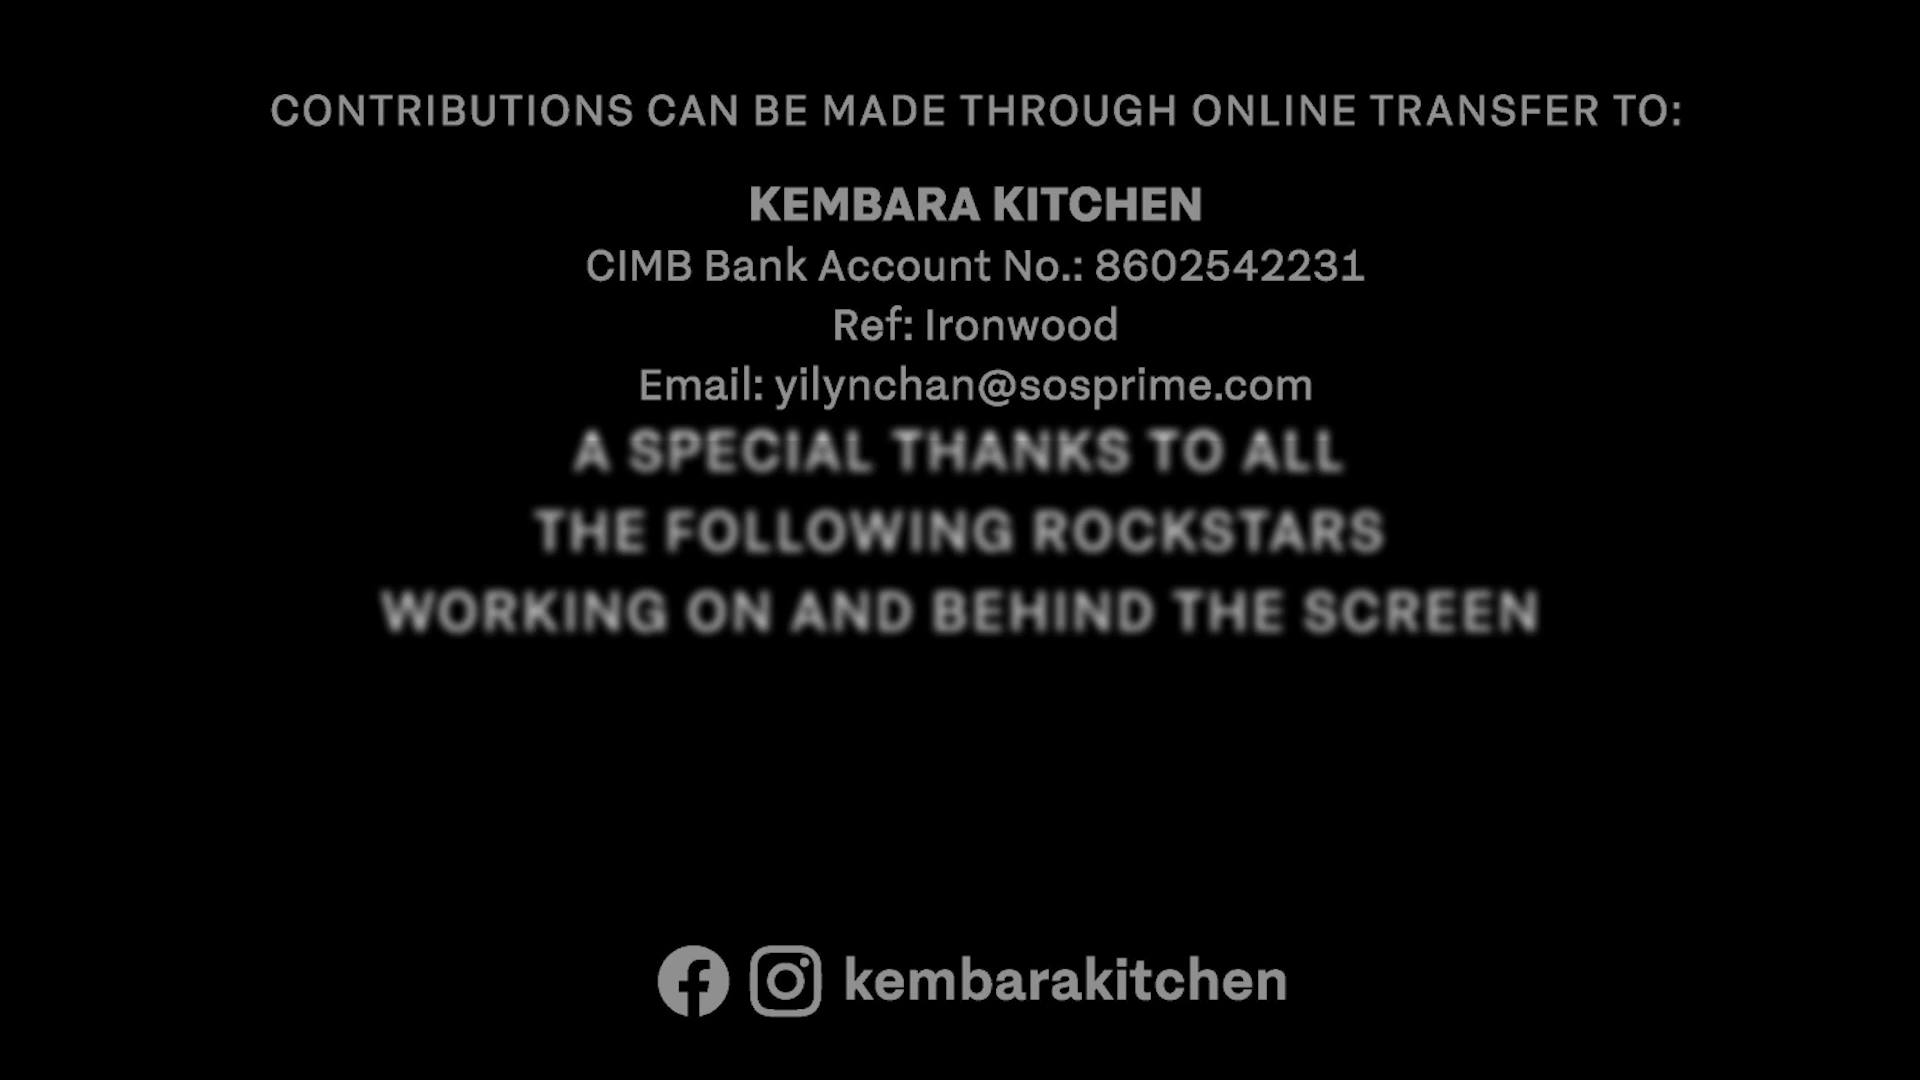 CONTRIBUTIONS CAN BE MADE THROUGH ONLINE TRANSFER TO:
KEMBARA KITCHEN
CIMB Bank Account No.: 8602542231
Ref: Ironwood
Email: yilynchan@sosprime.com
A SPECIAL THANKS TO ALL
THE FOLLOWING ROCKSTARS
WORKING ON AND BEHIND THE SCREEN
kembarakitchen